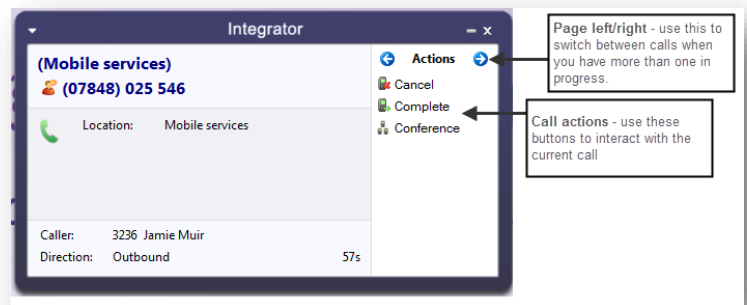 Integrator
(Mobile services)
(07848) 025 546
Location: Mobile services
Caller: 3236 Jamie Muir
Direction: Outbound 57s
Actions
Cancel
Complete
Conference
Page left/right - use this to
switch between calls when
you have more than one in
progress.
Call actions - use these
buttons to interact with the
current call